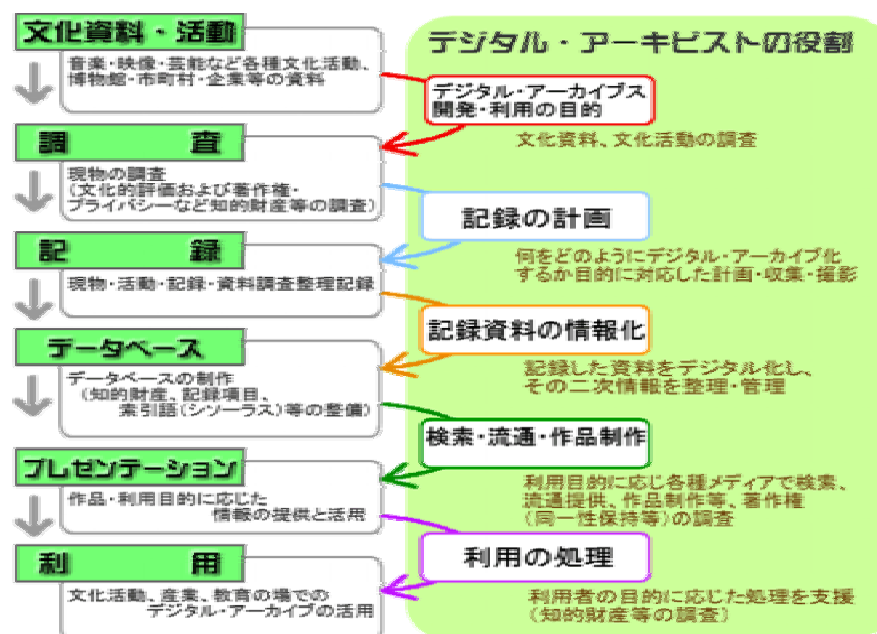 文化資料・活動
音楽・映像・芸能など各種文化活動、
博物館・市町村・企業等の資料
調 査
現物の調査
(文化的評価および著作権・
プライバシーなど知的財産等の調査)
記 録
現物・活動・記録・資料調査整理記録
データベース
データベースの制作
(知的財産、記録項目、
索引語(シソーラス)等の整備)
プレゼンテーション
作品・利用目的に応じた
情報の提供と活用
利 用
文化活動、産業、教育の場での
デジタル・アーカイブの活用
デジタル・アーキビストの役割
デジタル・アーカイブス
開発・利用の目的
文化資料、文化活動の調査
記録の計画
何をどのようにデジタル・アーカイブ化
するか目的に対応した計画・収集・撮影
記録資料の情報化
記録した資料をデジタル化し、
その二次情報を整理・管理
検索・流通・作品制作
利用目的に応じ各種メディアで検索、
流通提供、作品制作等、著作権
(同一性保持等)の調査
利用の処理
利用者の目的に応じた処理を支援
(知的財産等の調査)